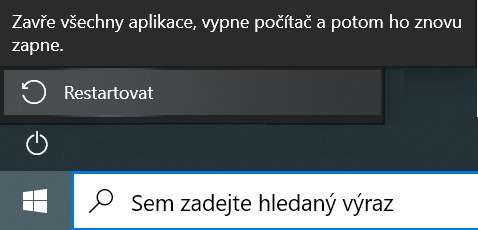 Zavře všechny aplikace, vypne počítač a potom ho znovu
zapne.
Restartovat
Sem zadejte hledaný výraz